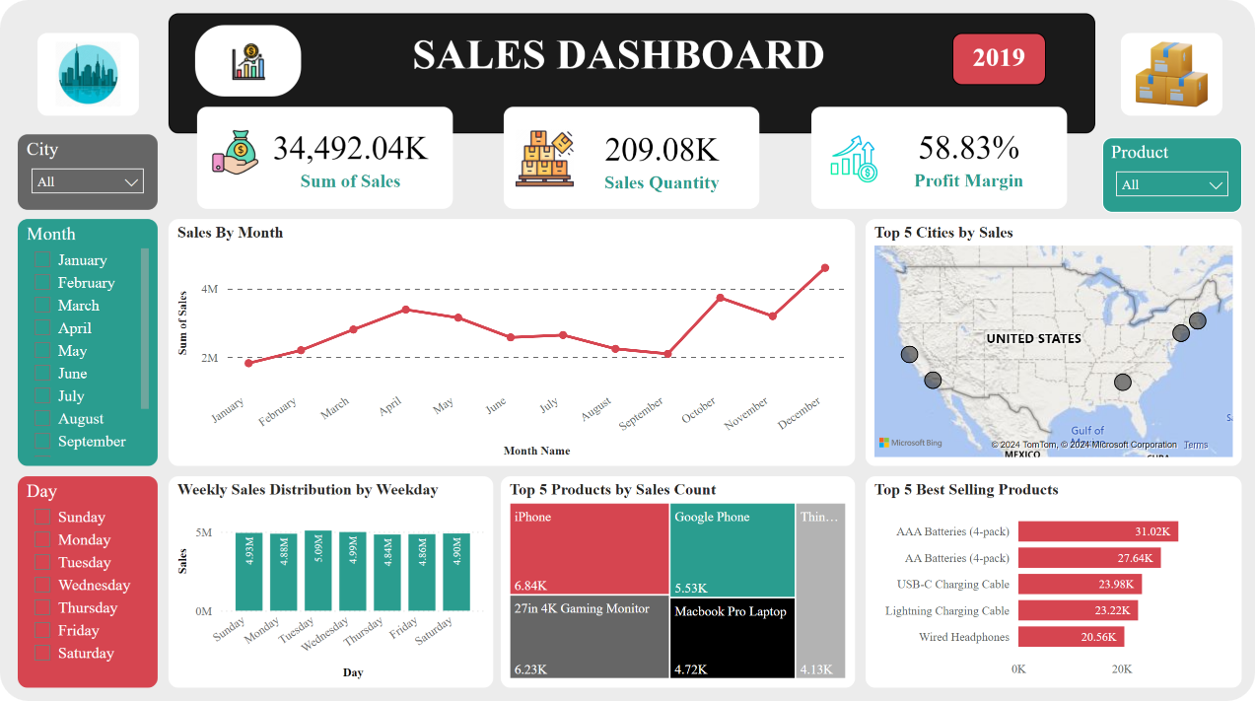 SALES DASHBOARD
2019
34,492.04K
Sum of Sales
209.08K
Sales Quantity
58.83%
Profit Margin
City
All
Product
All
Month
January
February
March
April
May
June
July
August
September
Sales By Month
Sum of Sales
4M
2M
January
February
March
April
May
June
July
August
September
October
November
December
Month Name
Top 5 Cities by Sales
UNITED STATES
Gulf of
MEXICO
Microsoft Bing
© 2024 TomTom, © 2024 Microsoft Corporation Terms
Day
Sunday
Monday
Tuesday
Wednesday
Thursday
Friday
Saturday
Weekly Sales Distribution by Weekday
Sales
5M
0M
4.93M
4.88M
5.09M
4.99M
4.84M
4.86M
4.90M
Sunday
Monday
Tuesday
Wednesday
Thursday
Friday
Saturday
Day
Top 5 Products by Sales Count
iPhone
6.84K
27in 4K Gaming Monitor
6.23K
Google Phone
5.53K
Macbook Pro Laptop
4.72K
Thin...
4.13K
Top 5 Best Selling Products
AAA Batteries (4-pack) 31.02K
AA Batteries (4-pack) 27.64K
USB-C Charging Cable 23.98K
Lightning Charging Cable 23.22K
Wired Headphones 20.56K
0K 20K